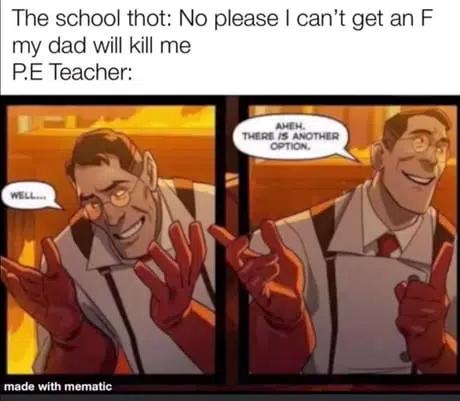 The school thot: No please I can't get an F
my dad will kill me
P.E Teacher:
WELL...
AHEH.
THERE IS ANOTHER
OPTION.
made with mematic